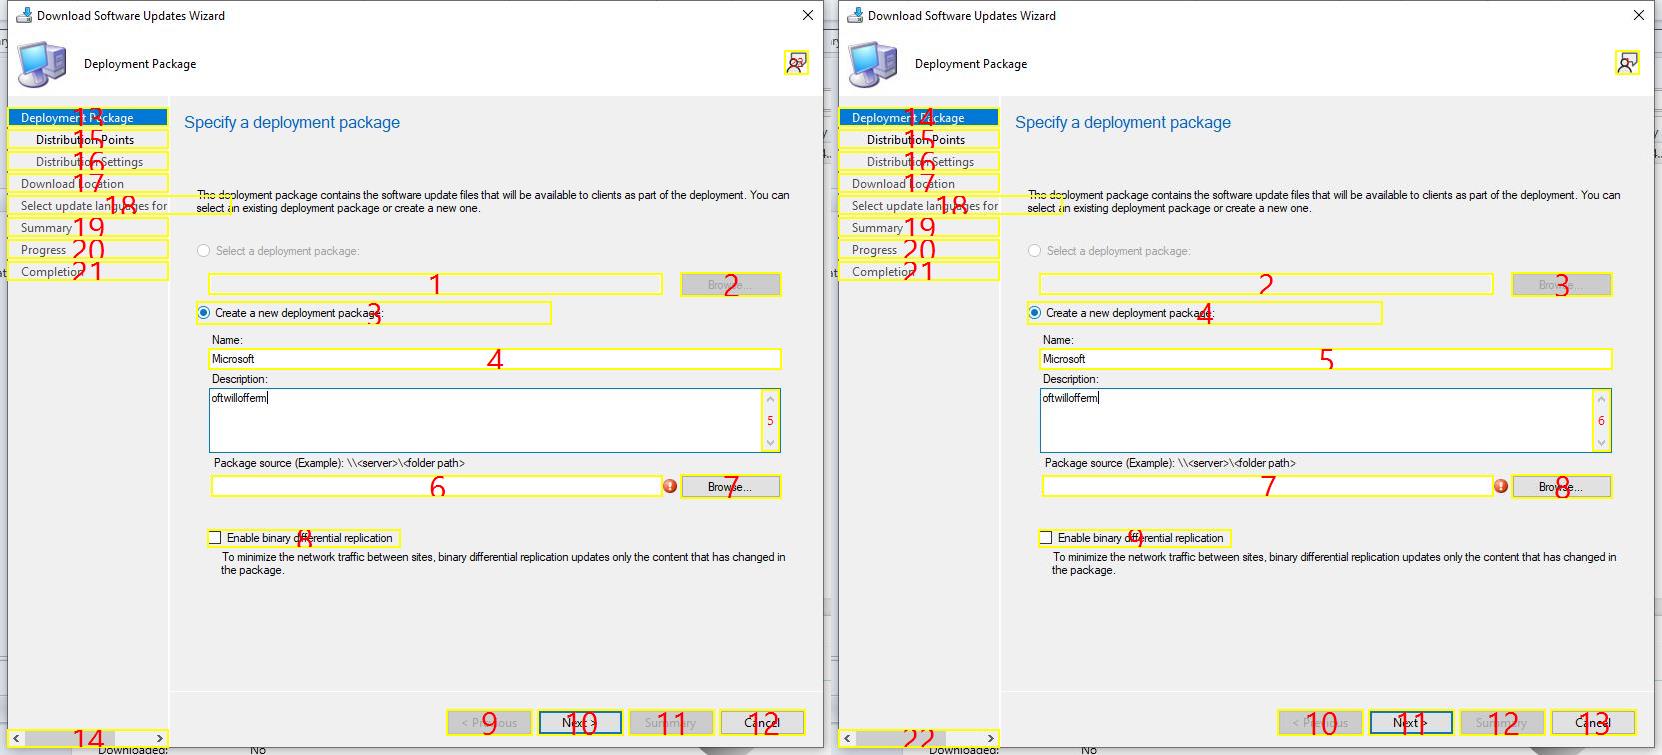 Download Software Updates Wizard
Deployment Package
13
Deployment Package
15
Distribution Points
16
Distribution Settings
17
Download Location
18
Select update languages for
19
Summary
20
Progress
21
Completion
14
Specify a deployment package
The deployment package contains the software update files that will be available to clients as part of the deployment. You can
select an existing deployment package or create a new one.
Select a deployment package:
1
2
Browse...
3
Create a new deployment package:
Name:
Microsoft
4
Description:
oftwillofferm
5
Package source (Example): \\<server>\<folder path>
6
7
Browse...
8
Enable binary differential replication
To minimize the network traffic between sites, binary differential replication updates only the content that has changed in
the package.
9
< Previous
10
Next >
11
Summary
12
Cancel
Downloaded:
No
Download Software Updates Wizard
Deployment Package
14
Deployment Package
15
Distribution Points
16
Distribution Settings
17
Download Location
18
Select update languages for
19
Summary
20
Progress
21
Completion
22
Specify a deployment package
The deployment package contains the software update files that will be available to clients as part of the deployment. You can
select an existing deployment package or create a new one.
Select a deployment package:
2
3
Browse...
4
Create a new deployment package:
Name:
Microsoft
5
Description:
oftwillofferm
6
Package source (Example): \\<server>\<folder path>
7
8
Browse...
9
Enable binary differential replication
To minimize the network traffic between sites, binary differential replication updates only the content that has changed in
the package.
10
< Previous
11
Next >
12
Summary
13
Cancel
Downloaded:
No